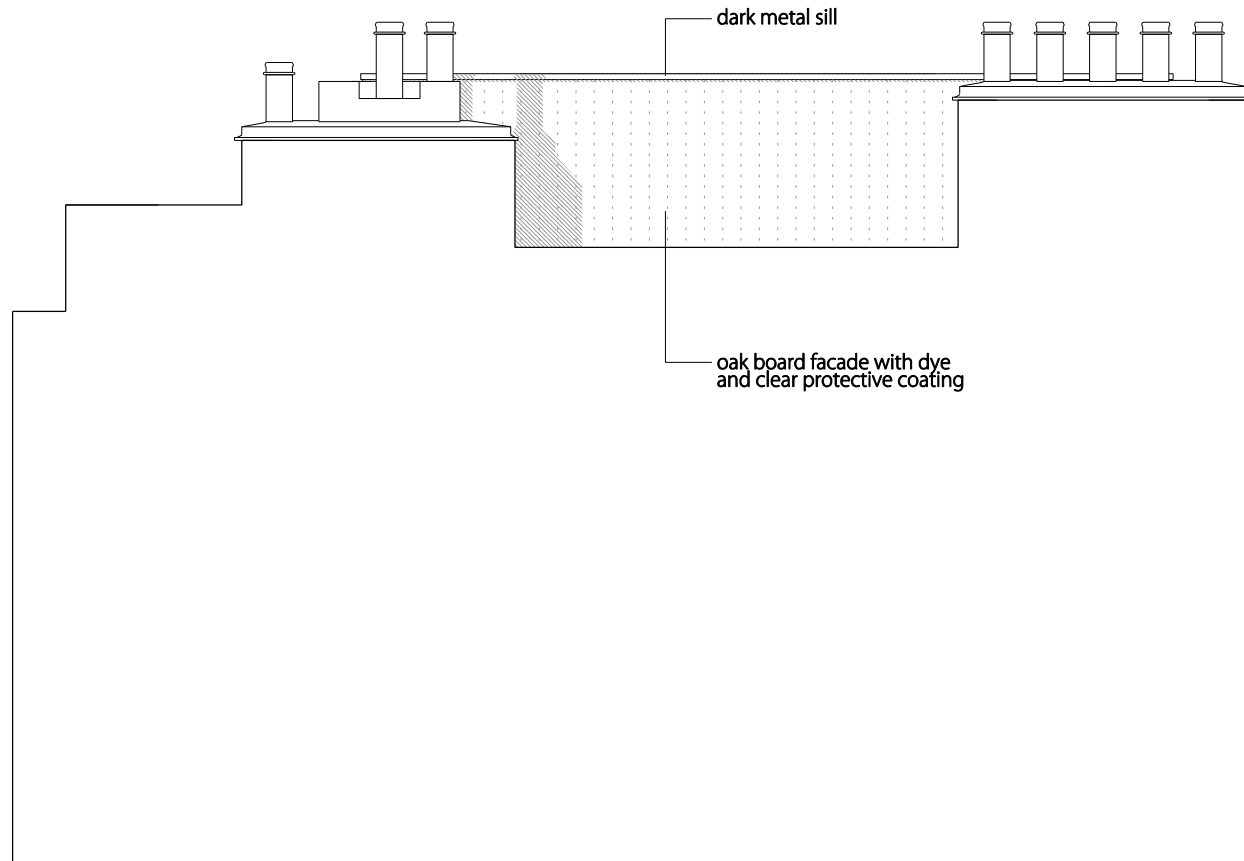 dark metal sill
oak board facade with dye
and clear protective coating